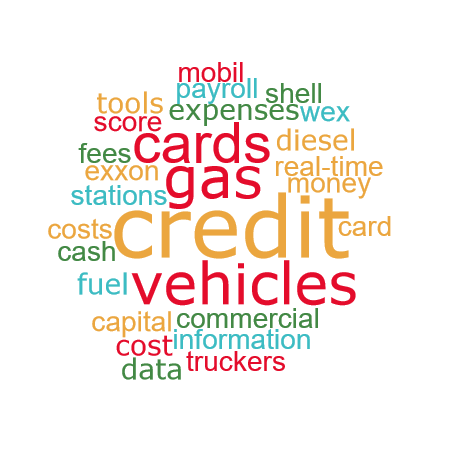 mobil
payroll
shell
tools
expenses
wex
score
cards
diesel
fees
exxon
gas
real-time
money
stations
credit
card
costs
cash
fuel
vehicles
capital
commercial
cost
information
data
truckers